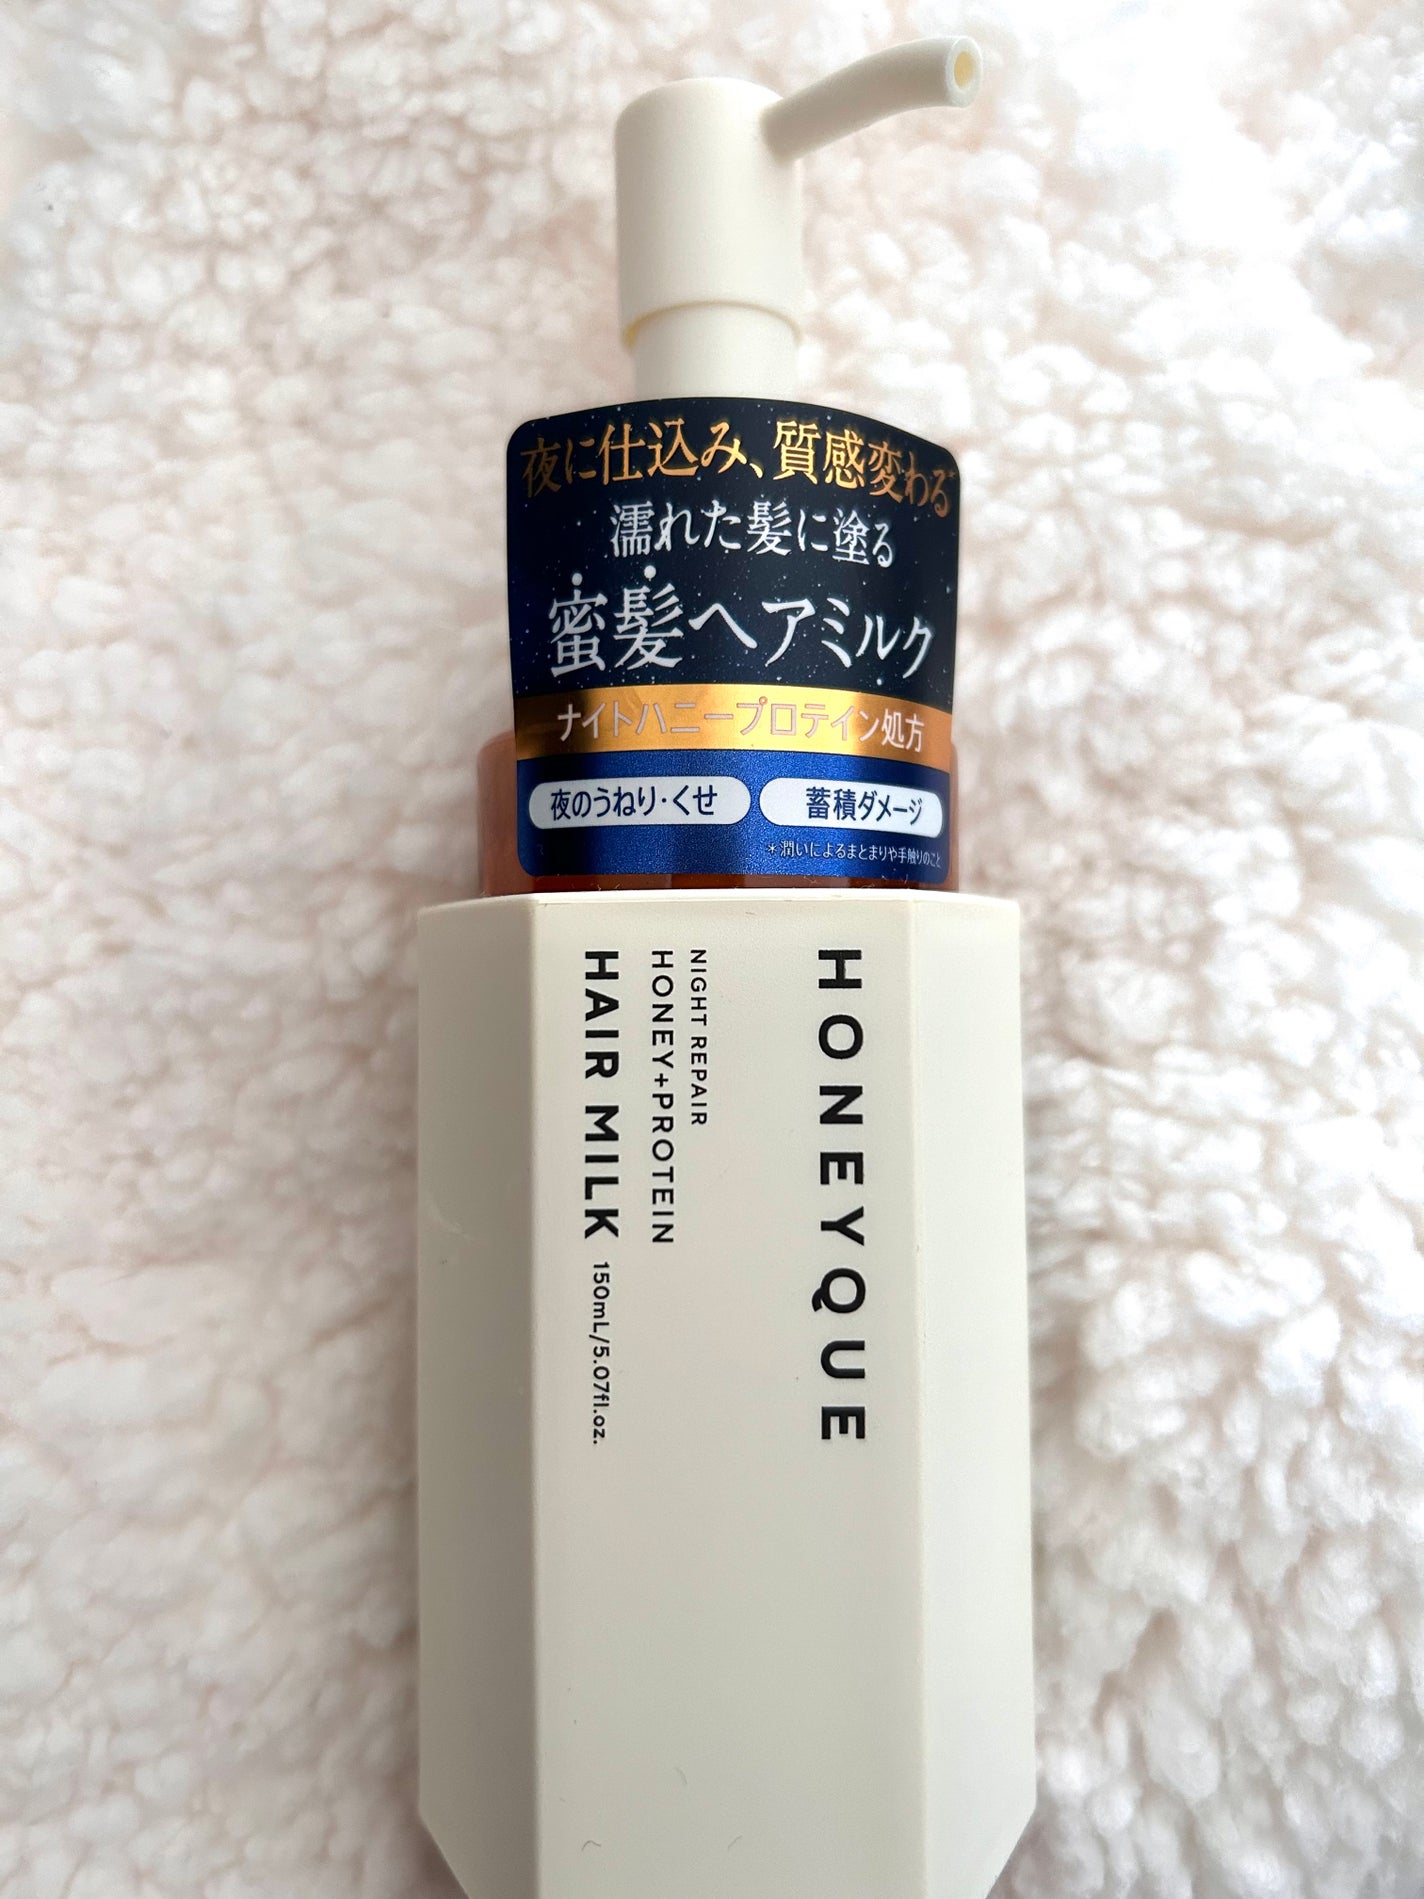 夜に仕込み、質感変わる*
濡れた髪に塗る
蜜髪ヘアミルク
ナイトハニープロテイン処方
夜のうねり・くせ
蓄積ダメージ
*潤いによるまとまりや手触りのこと
HONEYQUE
NIGHT REPAIR
HONEY+PROTEIN
HAIR MILK 150mL/5.07fl.oz.